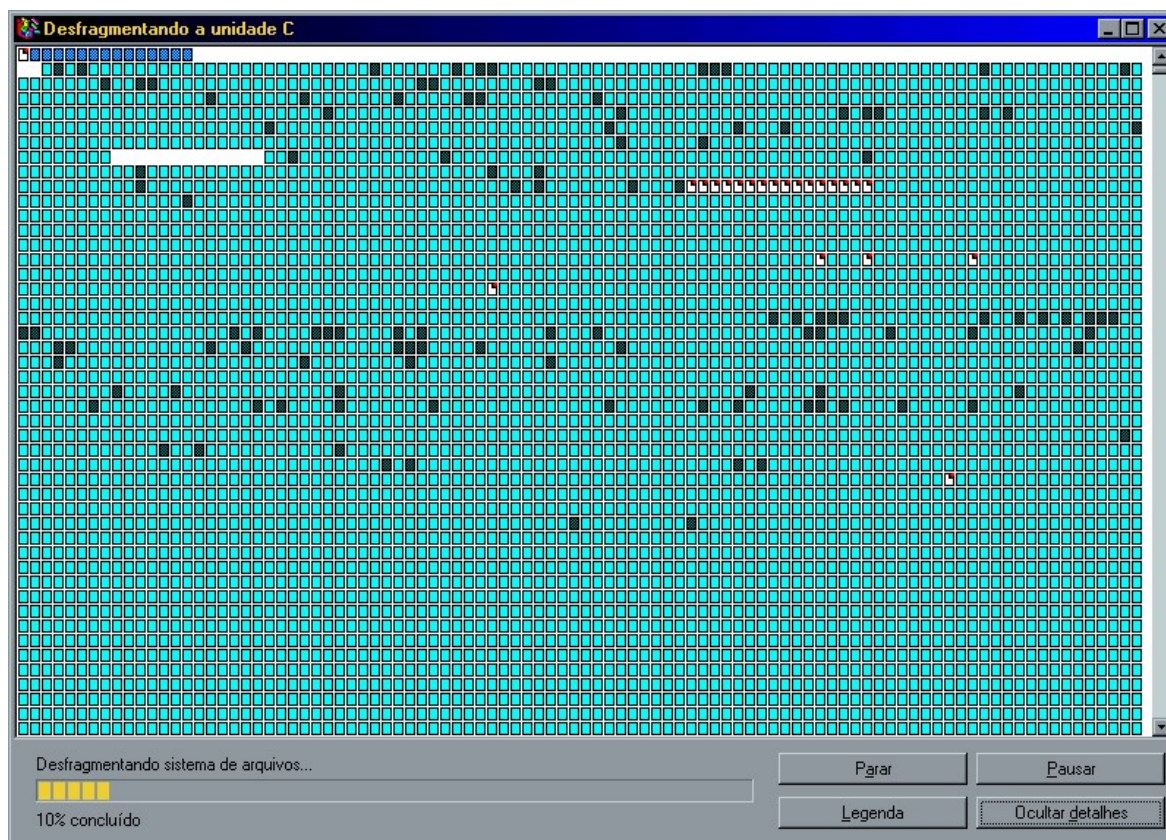 Desfragmentando a unidade C
Desfragmentando sistema de arquivos...
10% concluído
Parar
Pausar
Legenda
Ocultar detalhes